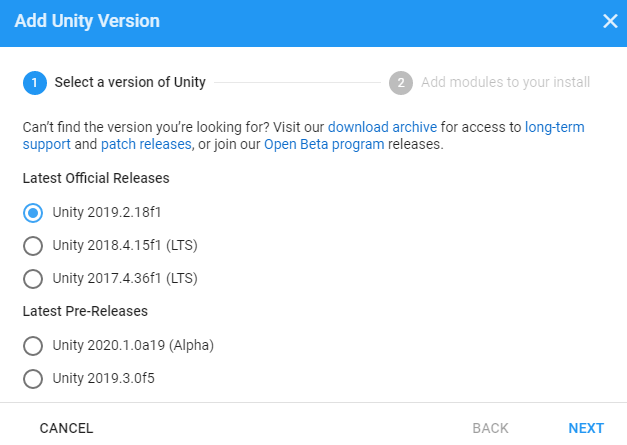 Add Unity Version
1 Select a version of Unity 2 Add modules to your install
Can't find the version you're looking for? Visit our download archive for access to long-term
support and patch releases, or join our Open Beta program releases.
Latest Official Releases
Unity 2019.2.18f1
Unity 2018.4.15f1 (LTS)
Unity 2017.4.36f1 (LTS)
Latest Pre-Releases
Unity 2020.1.0a19 (Alpha)
Unity 2019.3.0f5
CANCEL BACK NEXT